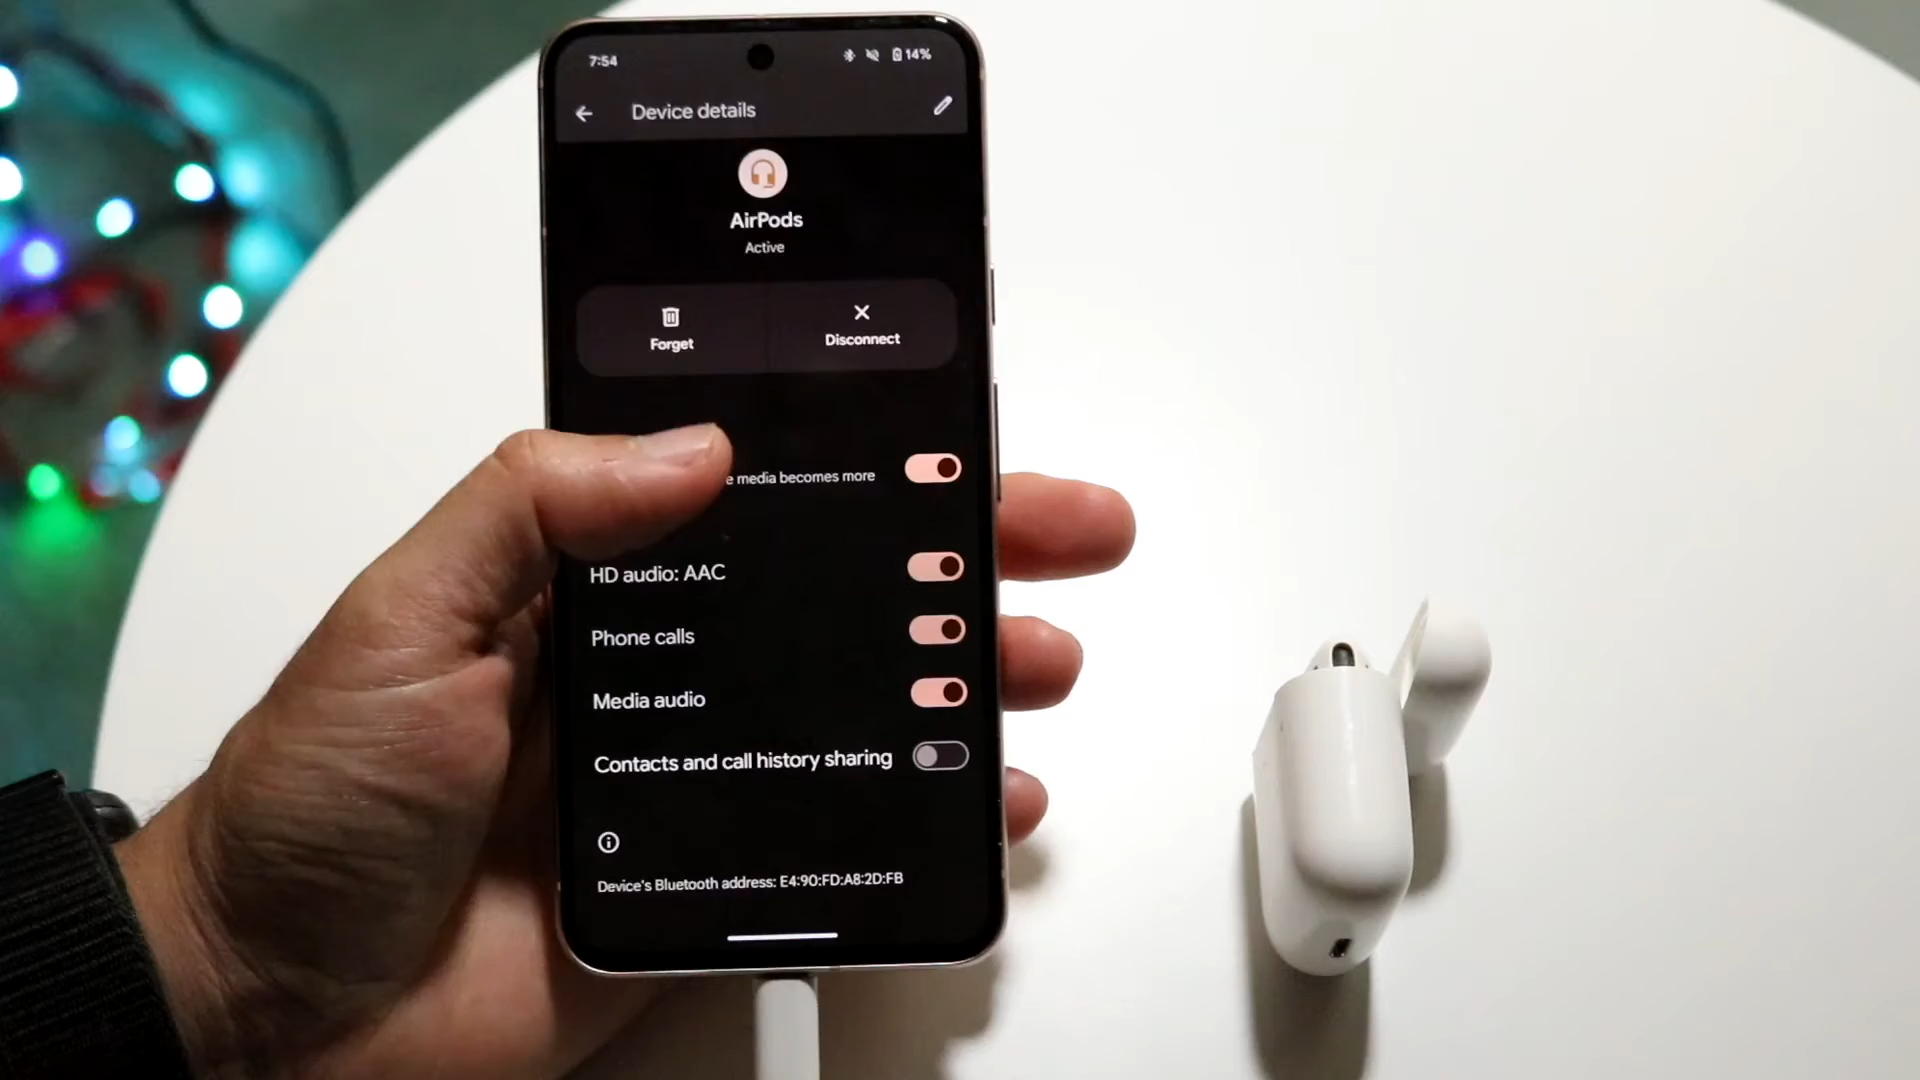 7:54
14%
Device details
AirPods
Active
Forget
Disconnect
media becomes more
HD audio: AAC
Phone calls
Media audio
Contacts and call history sharing
Device's Bluetooth address: E4:90:FD:A8:2D:FB